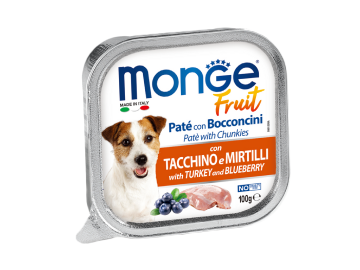 monge
MADE IN ITALY
Fruit
Paté con Bocconcini
Patè with Chunkies
con
TACCHINO e MIRTILLI
with TURKEY and BLUEBERRY
NO
100g